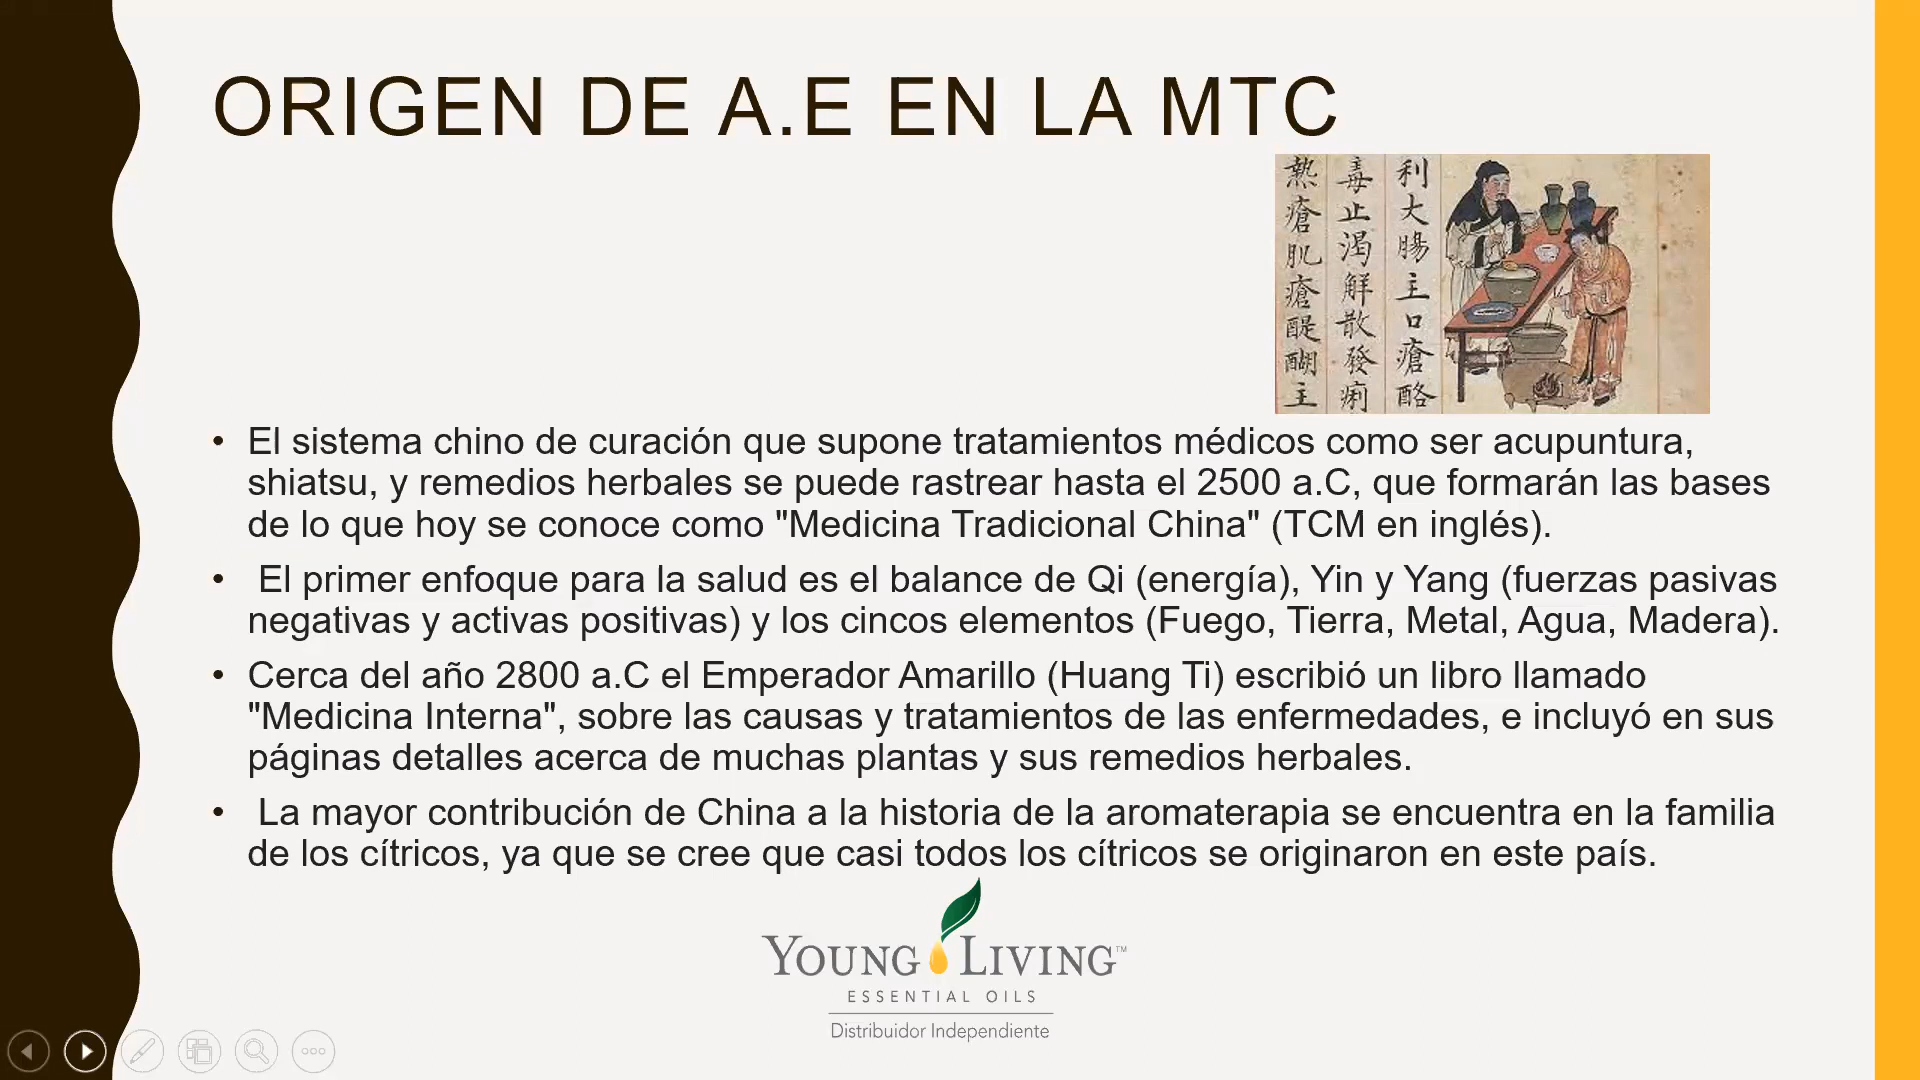 ORIGEN DE A.E EN LA MTC
利大腸主口瘡酪
毒止渴解散發痢
熱瘡肌瘡醍醐主
• El sistema chino de curación que supone tratamientos médicos como ser acupuntura,
shiatsu, y remedios herbales se puede rastrear hasta el 2500 a.C, que formarán las bases
de lo que hoy se conoce como "Medicina Tradicional China" (TCM en inglés).
• El primer enfoque para la salud es el balance de Qi (energía), Yin y Yang (fuerzas pasivas
negativas y activas positivas) y los cincos elementos (Fuego, Tierra, Metal, Agua, Madera).
• Cerca del año 2800 a.C el Emperador Amarillo (Huang Ti) escribió un libro llamado
"Medicina Interna", sobre las causas y tratamientos de las enfermedades, e incluyó en sus
páginas detalles acerca de muchas plantas y sus remedios herbales.
• La mayor contribución de China a la historia de la aromaterapia se encuentra en la familia
de los cítricos, ya que se cree que casi todos los cítricos se originaron en este país.
YOUNG LIVING™
ESSENTIAL OILS
Distribuidor Independiente